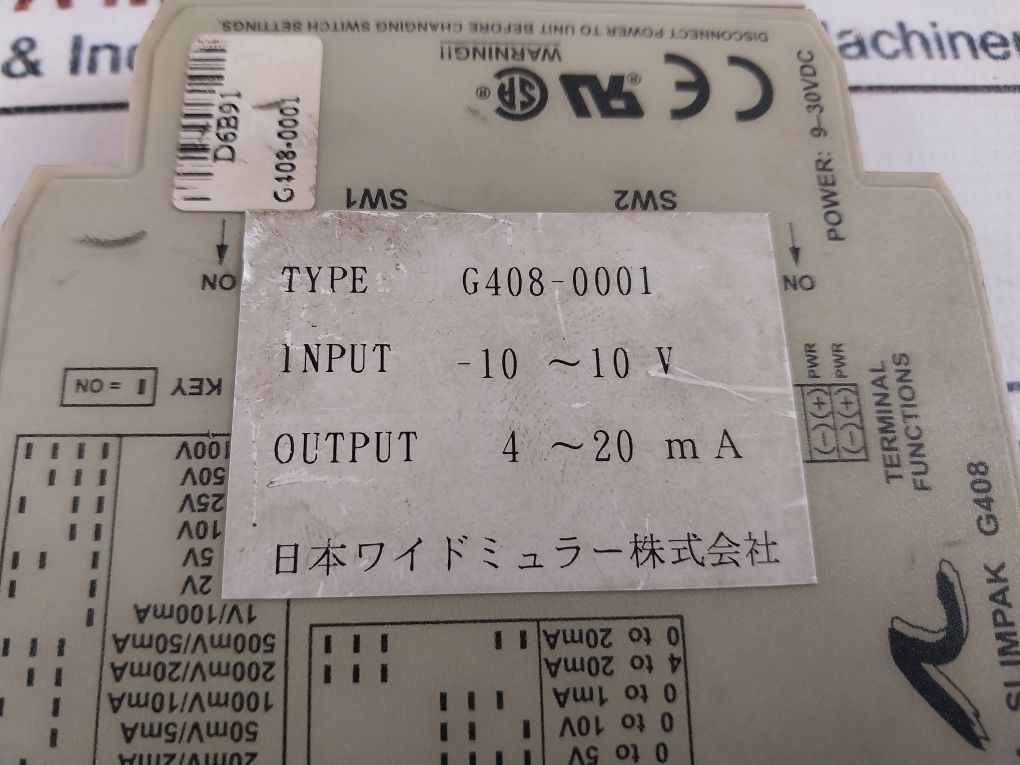 & In
achiner
DISCONNECT POWER TO UNIT BEFORE CHANGING SWITCH SETTINGS.
WARNING!!
D6B91
G408-0001
POWER: 9-30VDC
SW1
SW2
ON
ON
TYPE G408-0001
INPUT -10 ~10 V
OUTPUT 4 ~20 mA
日本ワイドミュラー株式会社
PWR
PWR
(-)(+)
(-)(+)
TERMINAL
FUNCTIONS
SLIMPAK G408
KEY ▮ = ON
100V
50V
25V
10V
5V
2V
1V/100mA
500mV/50mA
200mV/20mA
100mV/10mA
50mV/5mA
20mV/2mA
0 to 20mA
4 to 20mA
0 to 1mA
0 to 10V
0 to 5V